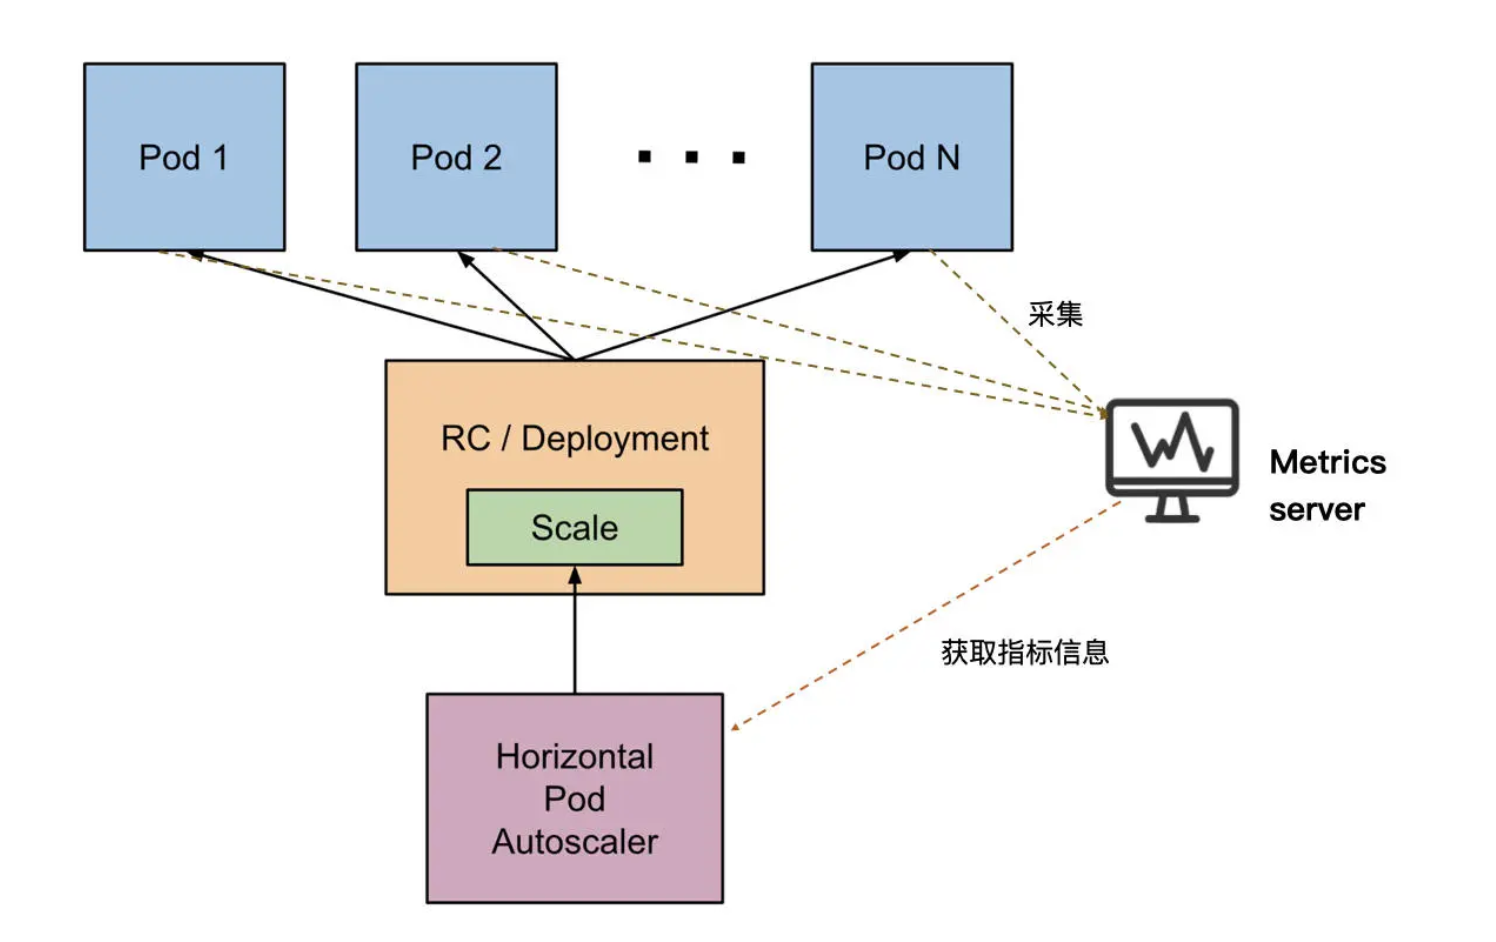 Pod 1
Pod 2
Pod N
采集
RC / Deployment
Scale
Metrics
server
获取指标信息
Horizontal
Pod
Autoscaler